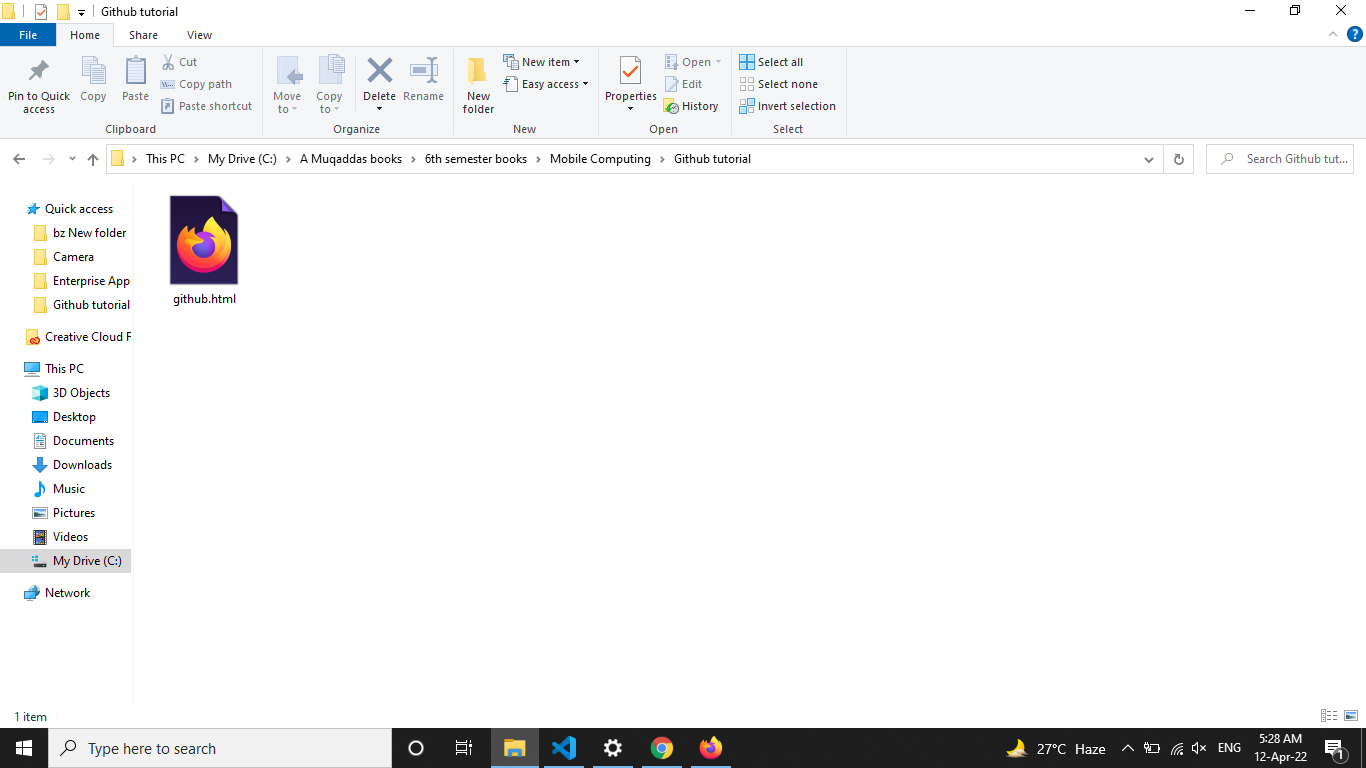 Github tutorial
File Home Share View
Pin to Quick access
Copy
Paste
Cut
Copy path
Paste shortcut
Clipboard
Move to
Copy to
Delete
Rename
Organize
New folder
New item
Easy access
New
Properties
Open
Edit
History
Open
Select all
Select none
Invert selection
Select
This PC > My Drive (C:) > A Muqaddas books > 6th semester books > Mobile Computing > Github tutorial
Search Github tut...
Quick access
bz New folder
Camera
Enterprise App
Github tutorial
Creative Cloud F
This PC
3D Objects
Desktop
Documents
Downloads
Music
Pictures
Videos
My Drive (C:)
Network
github.html
1 item
Type here to search
27°C Haze
ENG
5:28 AM
12-Apr-22
1